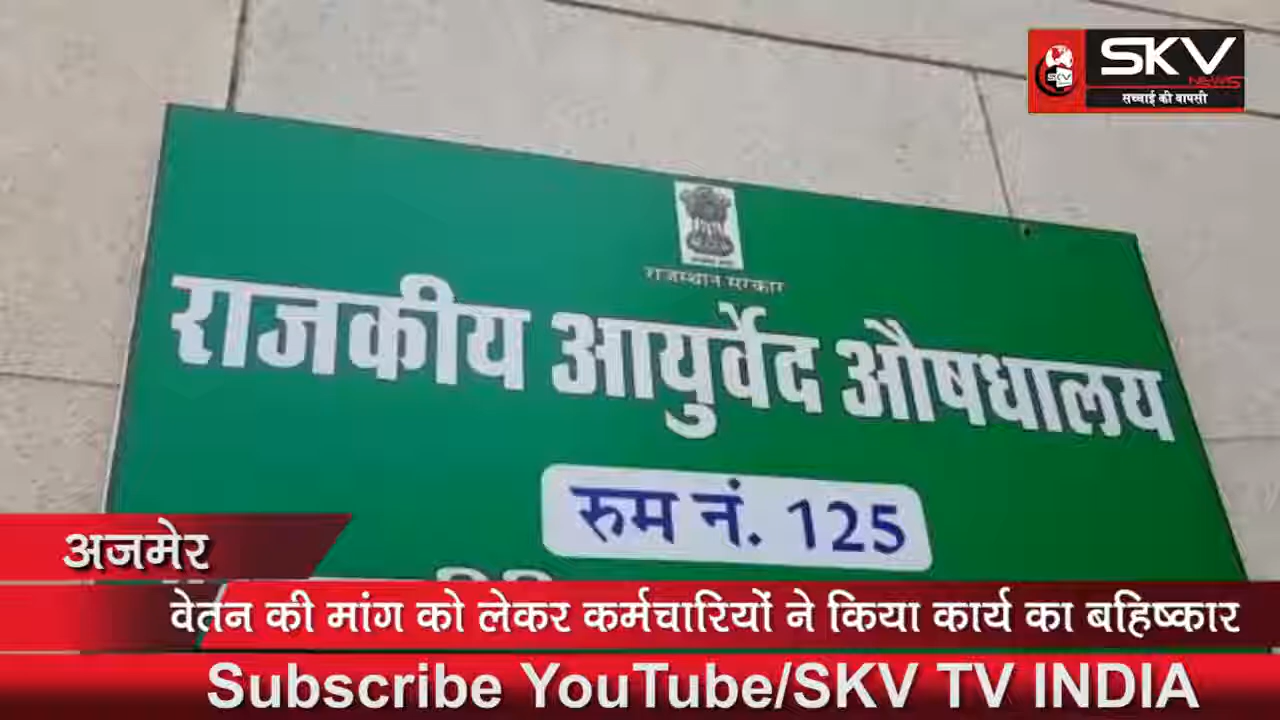 SKV
NEWS
सच्चाई की वापसी
राजस्थान सरकार
राजकीय आयुर्वेद औषधालय
रुम नं. 125
अजमेर
वेतन की मांग को लेकर कर्मचारियों ने किया कार्य का बहिष्कार
Subscribe YouTube/SKV TV INDIA